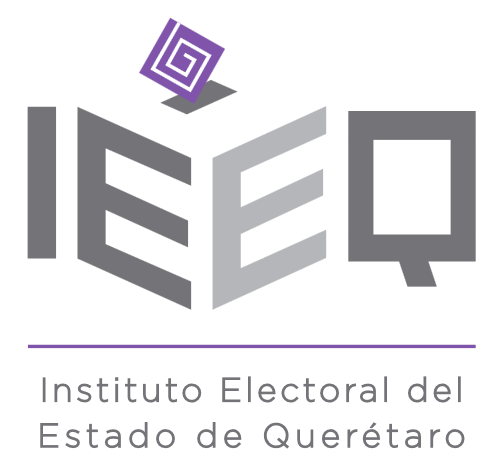 IEEQ
Instituto Electoral del
Estado de Querétaro